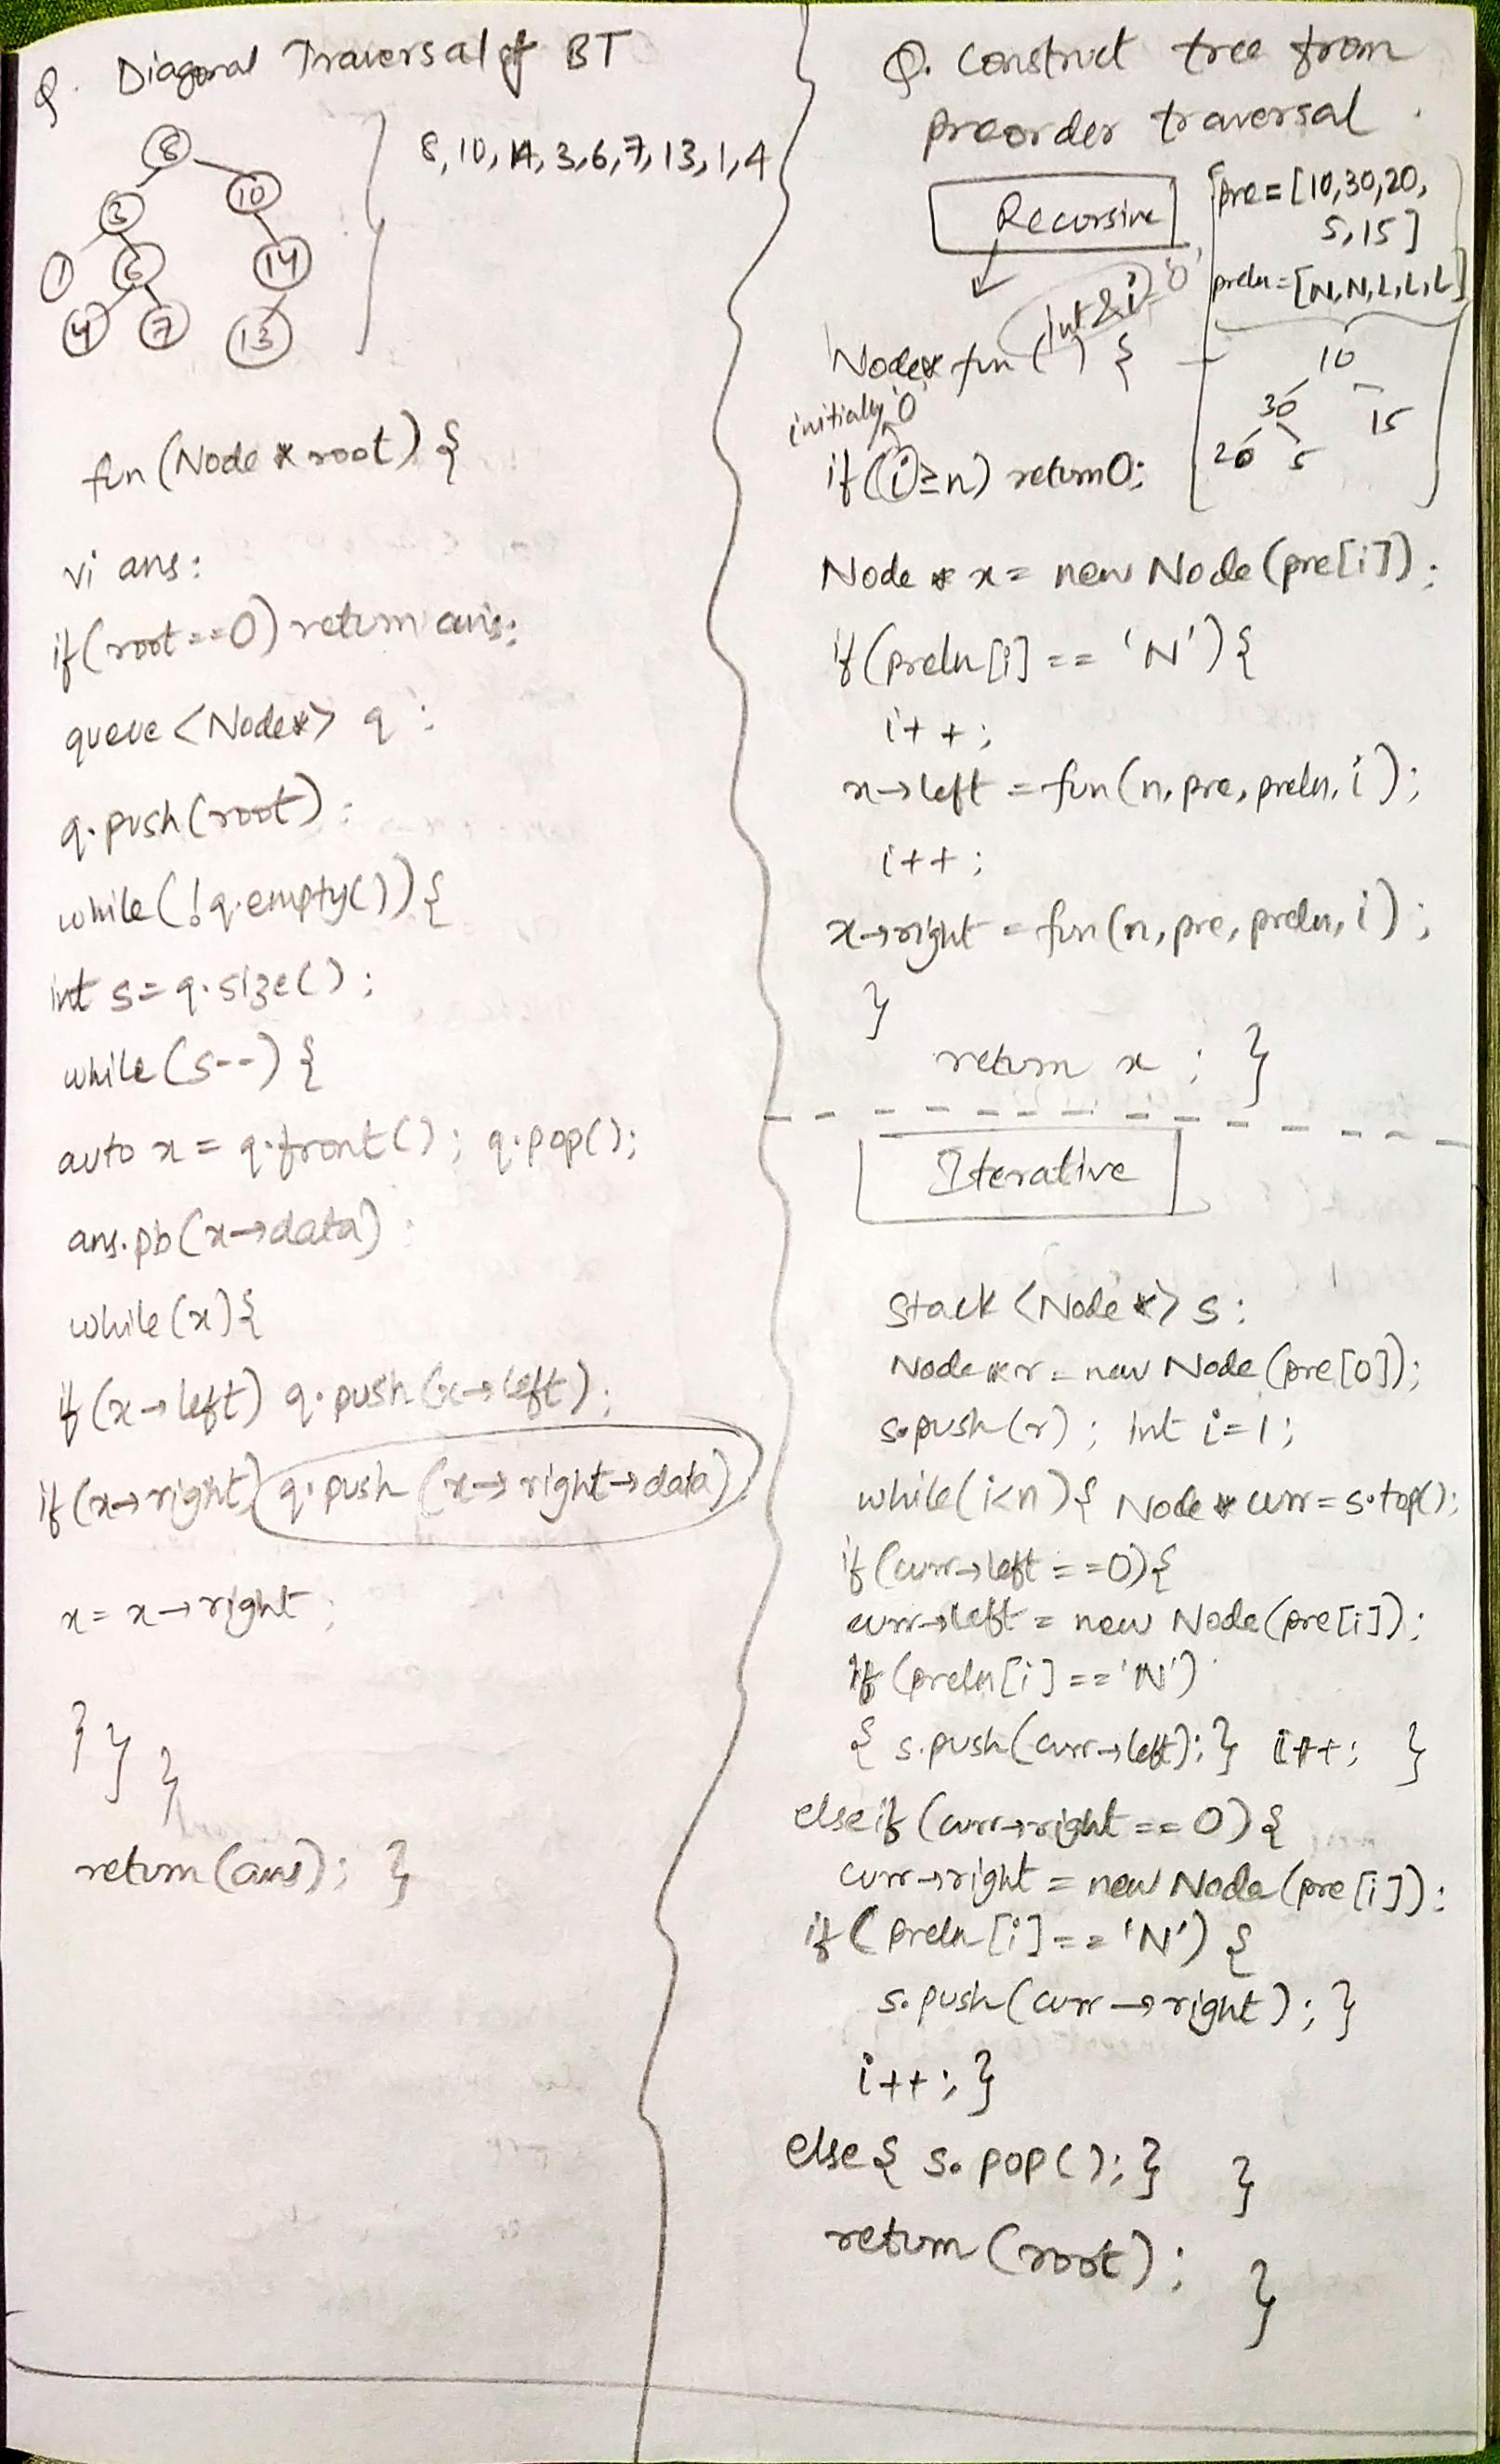 Q. Diagonal Traversal of BT
8
3 10
1 6 14
4 7 13
8, 10, 14, 3, 6, 7, 13, 1, 4
fun (Node * root) {
vi ans;
if (root == 0) return ans;
queue <Node*> q ;
q.push(root) ;
while (!q.empty()) {
int s = q.size() ;
while (s--) {
auto x = q.front() ; q.pop() ;
ans.pb (x→data) ;
while (x) {
if (x→left) q.push (x→left) ;
if (x→right) q.push (x→right→data)
x = x→right ;
} } }
return (ans) ; }
Q. Construct tree from
preorder traversal .
Recursive
pre = [10,30,20,
5,15]
preln = [N,N,L,L,L]
10
30 15
20 5
int &i = '0'
Node* fun ( ) {
initially '0'
if (i ≥ n) return 0;
Node * x = new Node (pre[i]) ;
if (preln[i] == 'N') {
i++ ;
x→left = fun (n, pre, preln, i ) ;
i++ ;
x→right = fun (n, pre, preln, i ) ;
}
return x ; }
Iterative
stack <Node *> s ;
Node * r = new Node (pre[0]) ;
s.push (r) ; int i = 1 ;
while (i<n) { Node * curr = s.top() ;
if (curr→left == 0) {
curr→left = new Node (pre[i]) ;
if (preln[i] == 'N')
{ s.push (curr→left) ; } i++ ; }
else if (curr→right == 0) {
curr→right = new Node (pre[i]) ;
if ( preln [i] == 'N') {
s.push (curr→right) ; }
i++ ; }
else { s.pop() ; } }
return (root) ; }